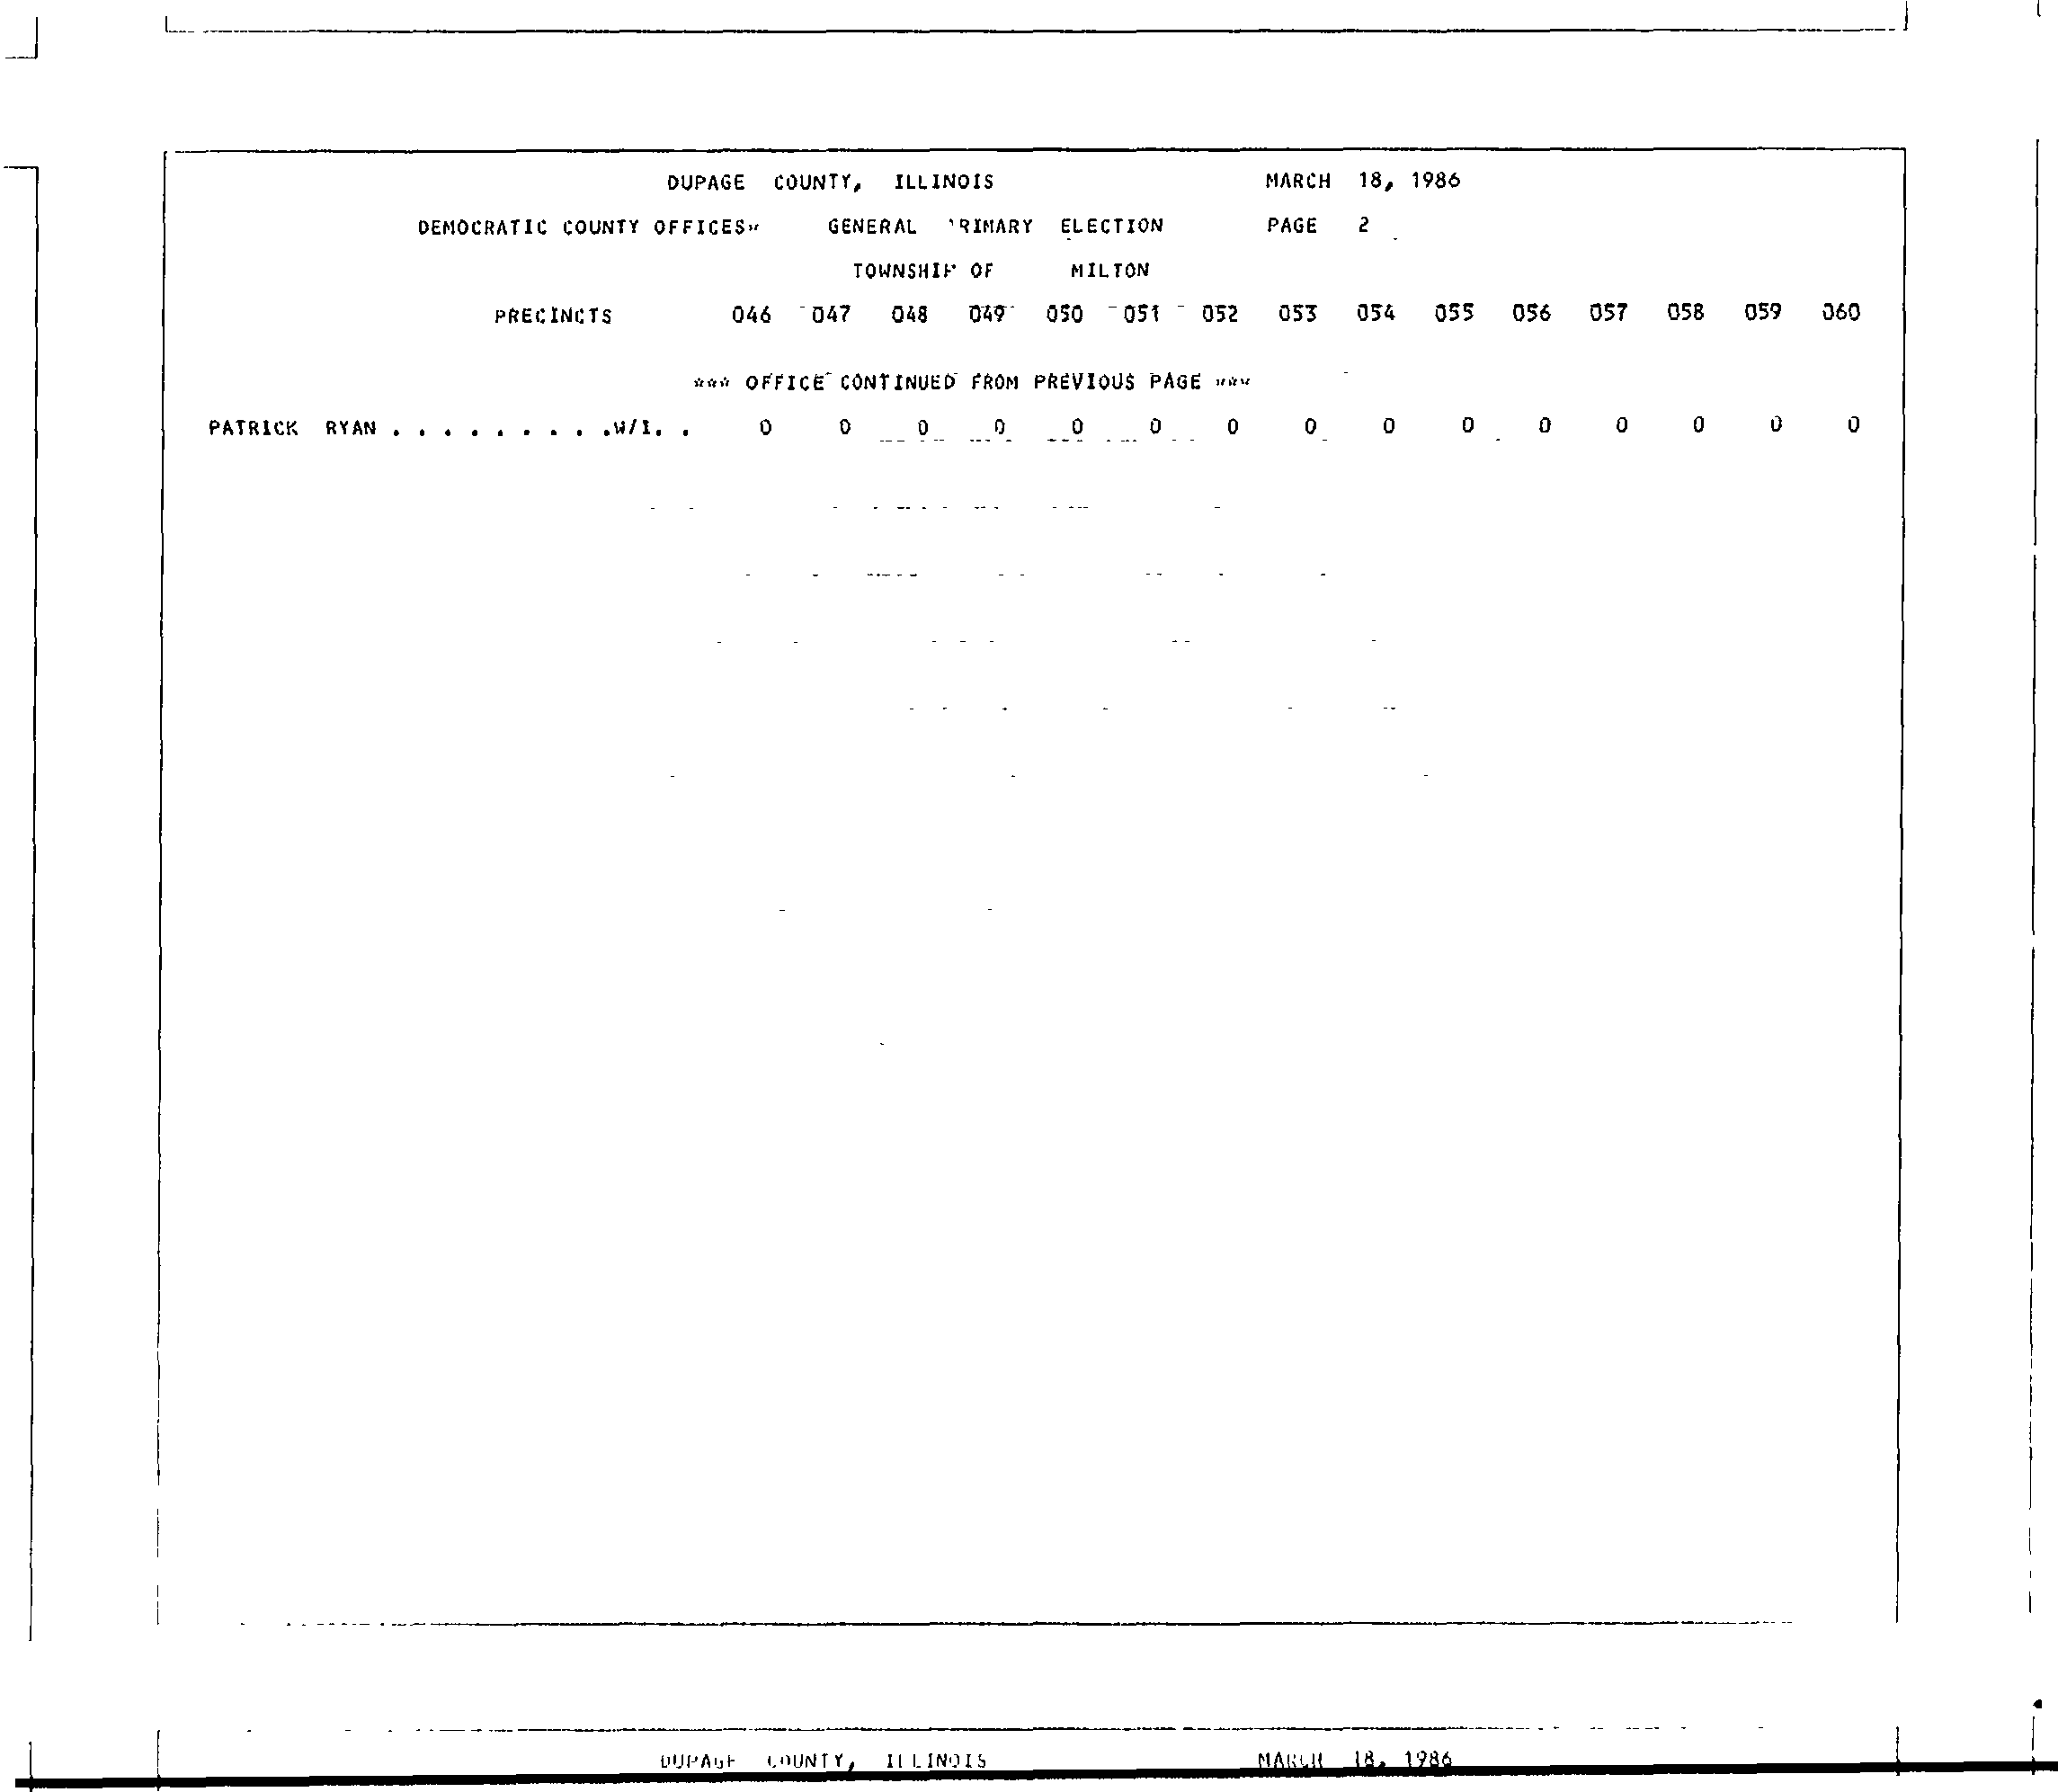 DUPAGE COUNTY, ILLINOIS MARCH 18, 1986
DEMOCRATIC COUNTY OFFICES* GENERAL PRIMARY ELECTION PAGE 2
TOWNSHIP OF MILTON
PRECINCTS 046 047 048 049 050 051 052 053 054 055 056 057 058 059 060
*** OFFICE CONTINUED FROM PREVIOUS PAGE ***
PATRICK RYAN . . . . . . . . .W/I. . 0 0 0 0 0 0 0 0 0 0 0 0 0 0 0
DUPAGE COUNTY, ILLINOIS MARCH 18, 1986